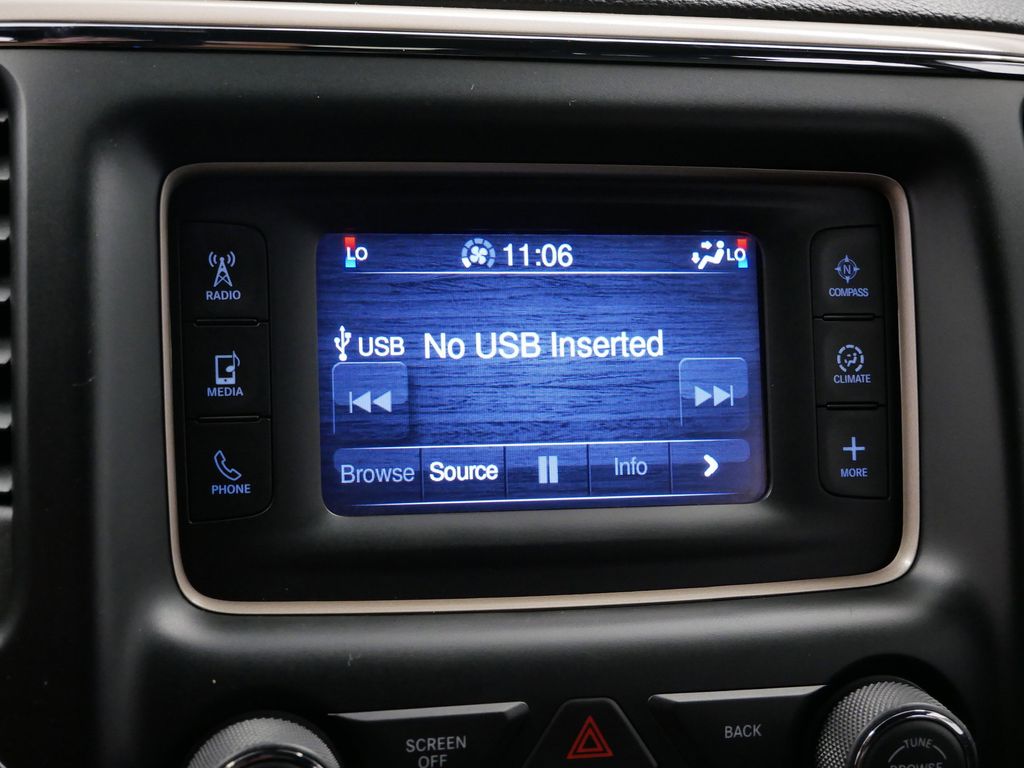 LO 11:06 LO
RADIO
MEDIA
PHONE
USB No USB Inserted
Browse Source Info
N
COMPASS
CLIMATE
MORE
SCREEN
OFF
BACK
TUNE
BROWSE